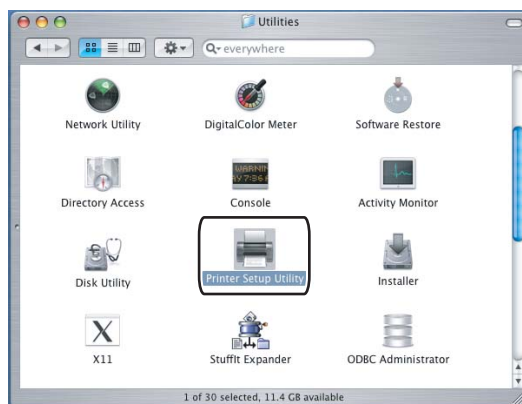 Utilities
everywhere
Network Utility
DigitalColor Meter
Software Restore
Directory Access
Console
Activity Monitor
Disk Utility
Printer Setup Utility
Installer
X11
StuffIt Expander
ODBC Administrator
1 of 30 selected, 11.4 GB available